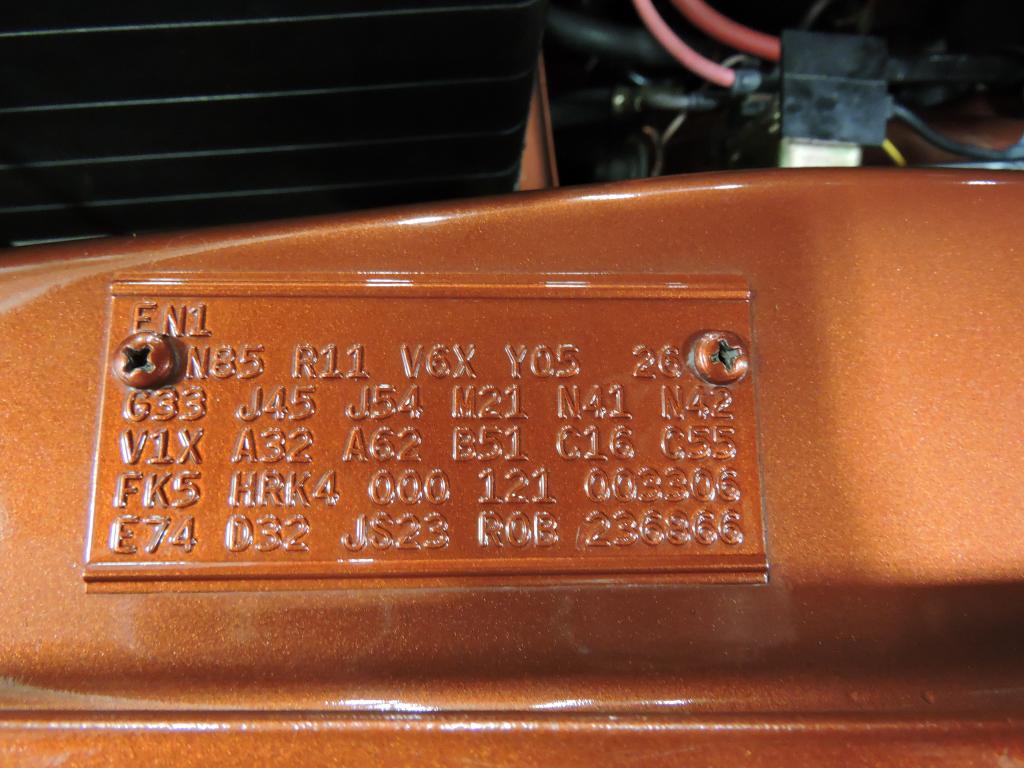 EN1
N85 R11 V6X Y05 26
G33 J45 J54 M21 N41 N42
V1X A32 A62 B51 C16 C55
FK5 HRK4 000 121 003306
E74 D32 JS23 R0B 236866